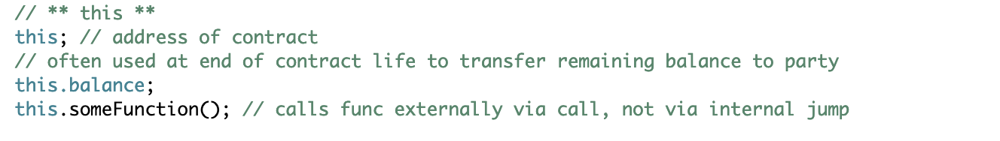 // ** this **
this; // address of contract
// often used at end of contract life to transfer remaining balance to party
this.balance;
this.someFunction(); // calls func externally via call, not via internal jump